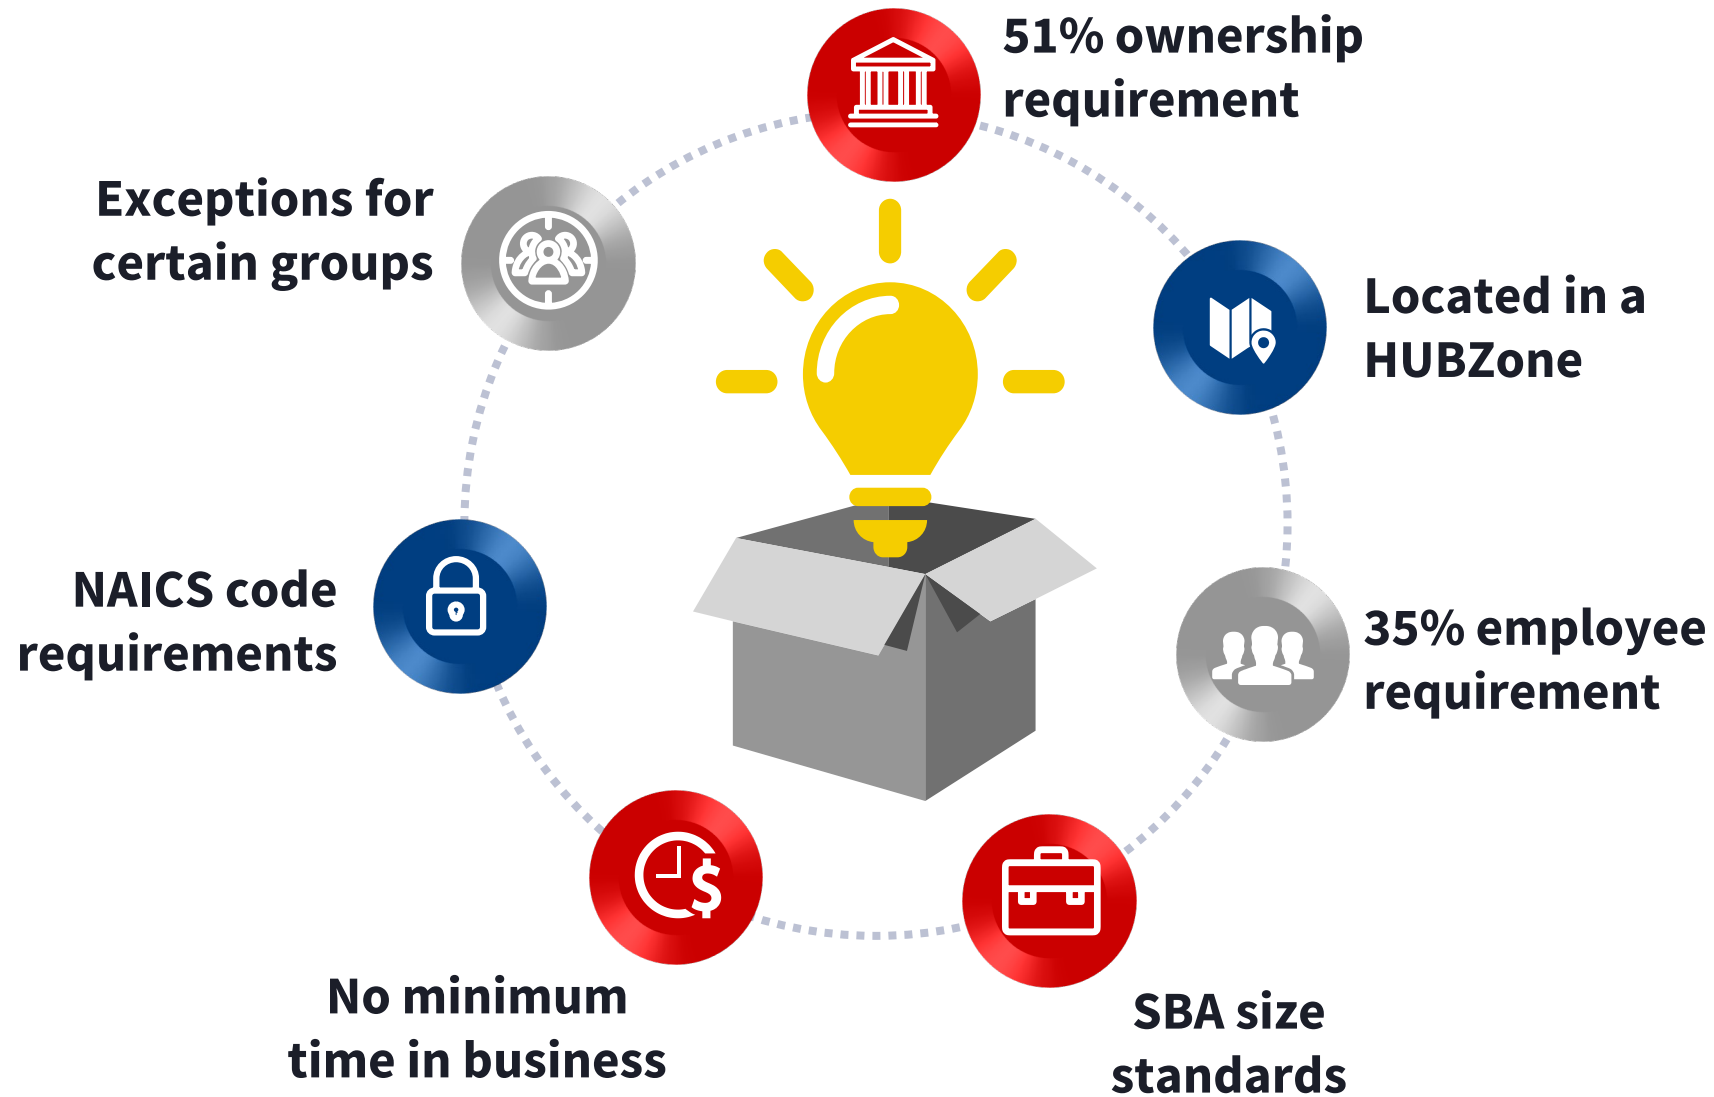 51% ownership
requirement
Located in a
HUBZone
35% employee
requirement
SBA size
standards
No minimum
time in business
NAICS code
requirements
Exceptions for
certain groups
$